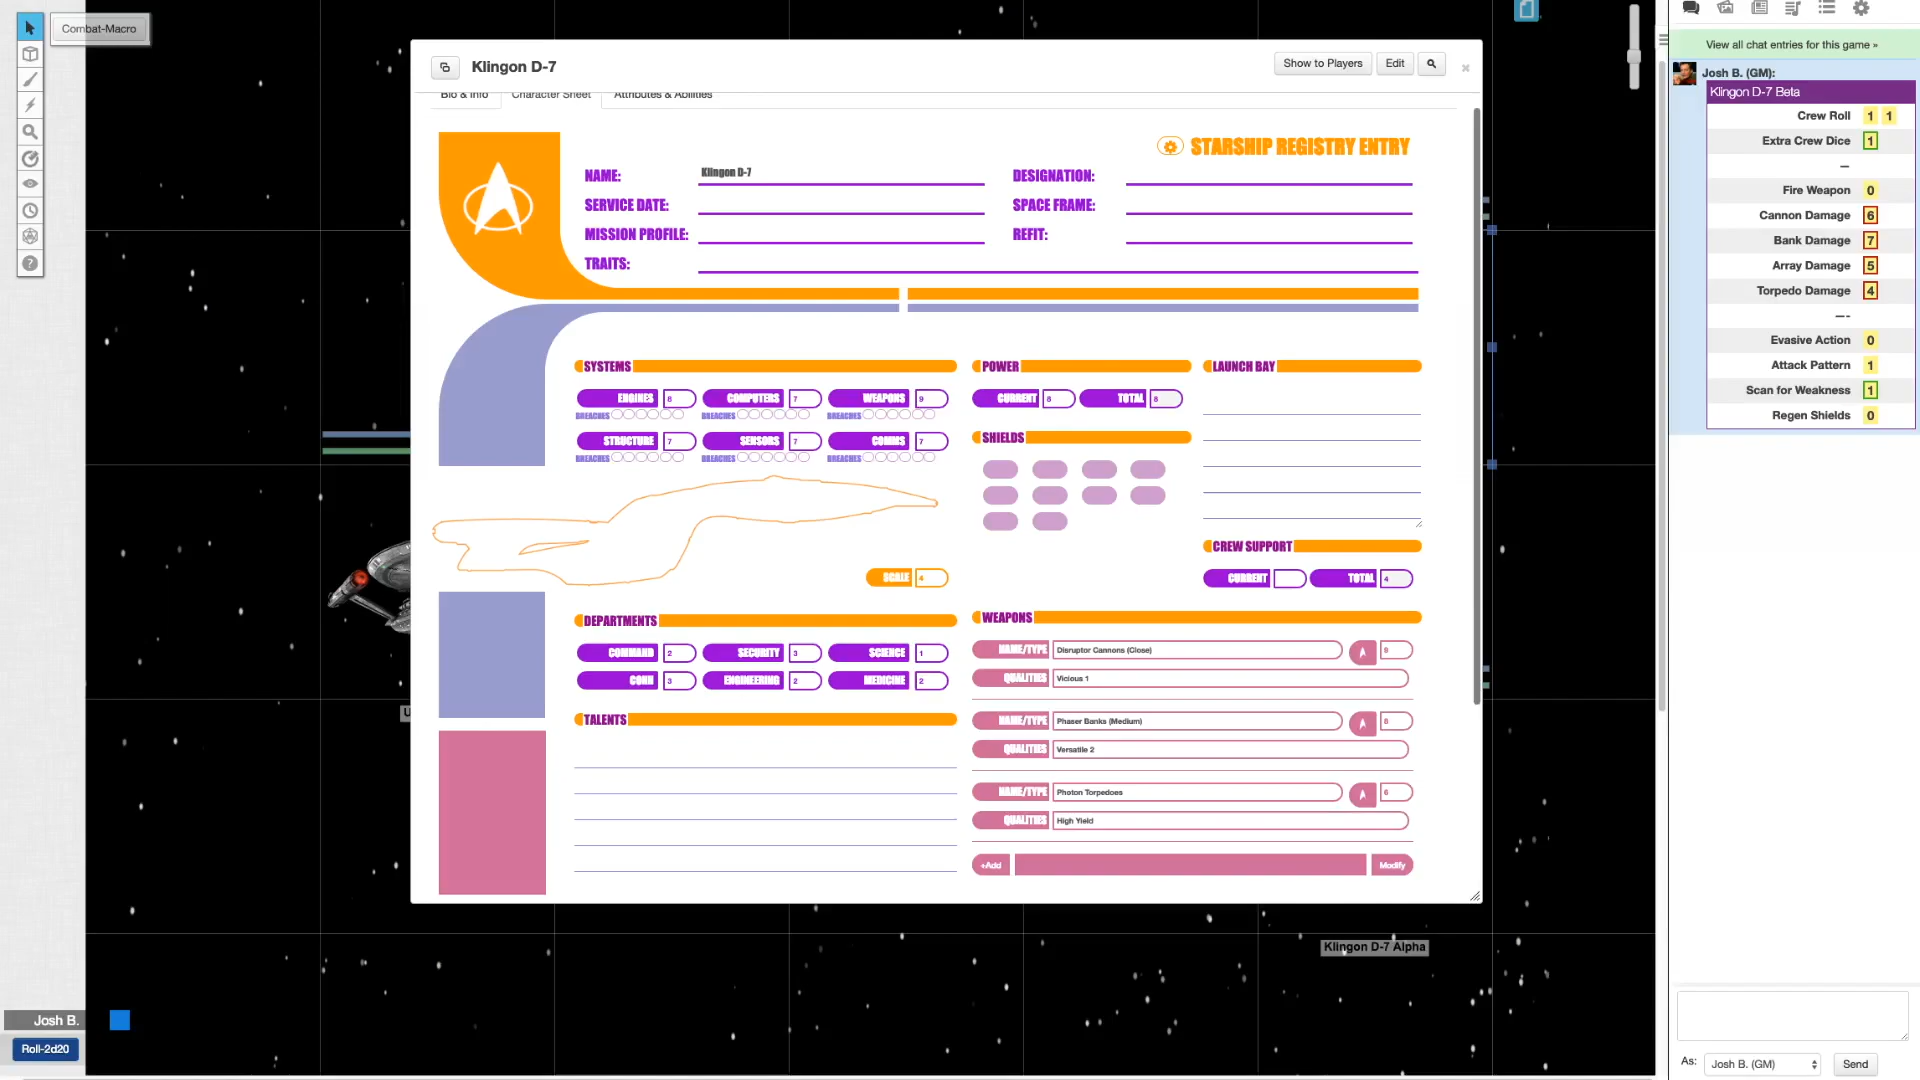 Combat-Macro
Klingon D-7
Show to Players
Edit
Bio & Info
Character Sheet
Attributes & Abilities
STARSHIP REGISTRY ENTRY
NAME: Klingon D-7
DESIGNATION:
SERVICE DATE:
SPACE FRAME:
MISSION PROFILE:
REFIT:
TRAITS:
SYSTEMS
ENGINES 8 COMPUTERS 7 WEAPONS 9
BREACHES BREACHES BREACHES
STRUCTURE 7 SENSORS 7 COMMS 7
BREACHES BREACHES BREACHES
SCALE 4
POWER
CURRENT 8 TOTAL 8
SHIELDS
LAUNCH BAY
CREW SUPPORT
CURRENT TOTAL 4
DEPARTMENTS
COMMAND 2 SECURITY 3 SCIENCE 1
CONN 3 ENGINEERING 2 MEDICINE 2
TALENTS
WEAPONS
NAME/TYPE Disruptor Cannons (Close) 9
QUALITIES Vicious 1
NAME/TYPE Phaser Banks (Medium) 8
QUALITIES Versatile 2
NAME/TYPE Photon Torpedoes 6
QUALITIES High Yield
+Add
Modify
Klingon D-7 Alpha
Josh B.
Roll-2d20
View all chat entries for this game »
Josh B. (GM):
Klingon D-7 Beta
Crew Roll 1 1
Extra Crew Dice 1
—
Fire Weapon 0
Cannon Damage 6
Bank Damage 7
Array Damage 5
Torpedo Damage 4
—-
Evasive Action 0
Attack Pattern 1
Scan for Weakness 1
Regen Shields 0
As: Josh B. (GM)
Send